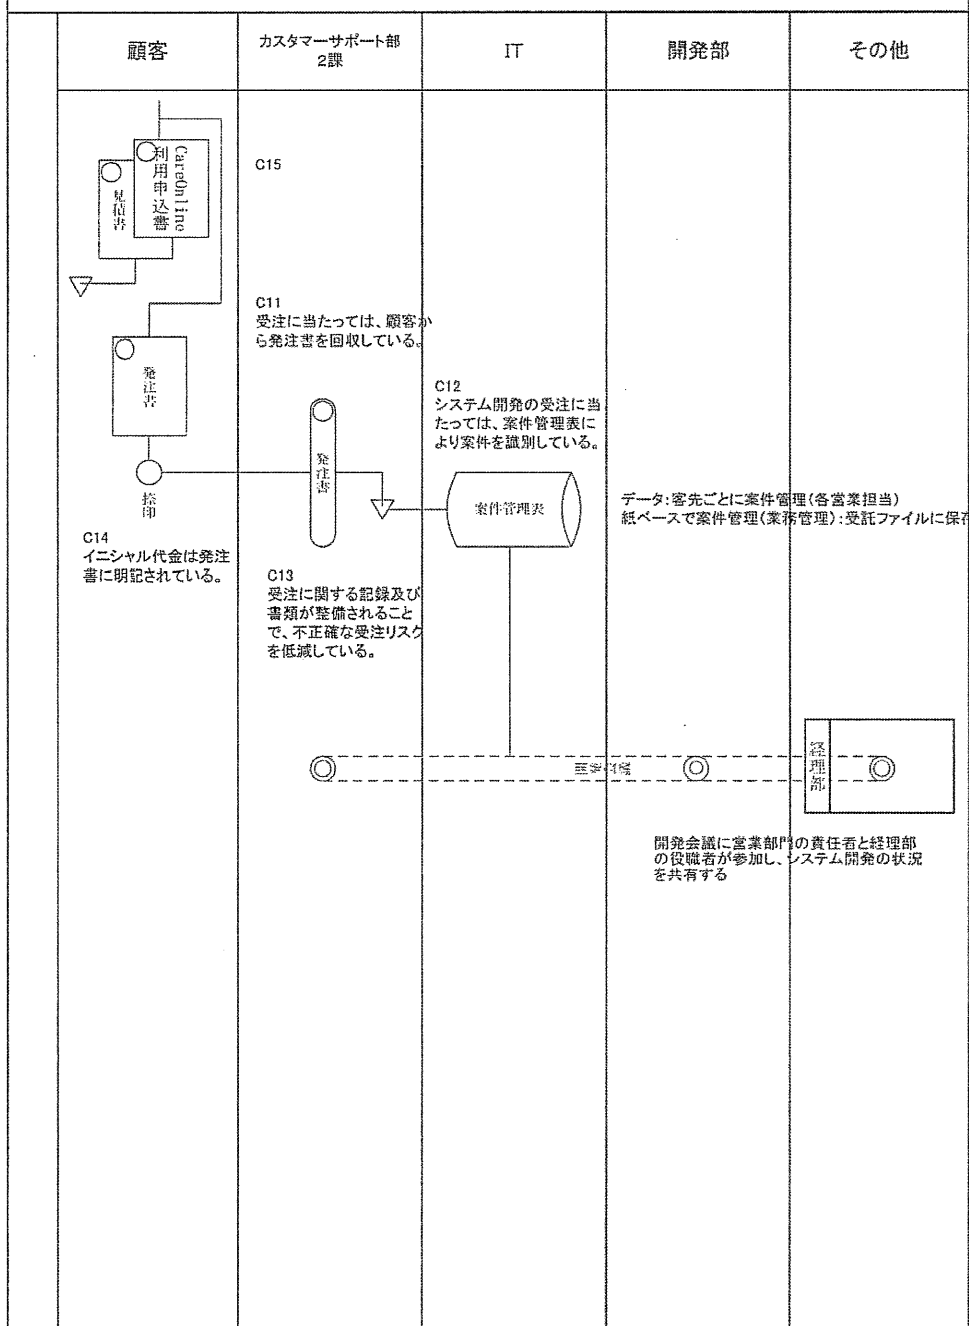 顧客
カスタマーサポート部
2課
IT
開発部
その他
CareOnline
利用申込書
見積書
C15
C11
受注に当たっては、顧客か
ら発注書を回収している。
発注書
C12
システム開発の受注に当
たっては、案件管理表に
より案件を識別している。
発注書
案件管理表
捺印
データ:客先ごとに案件管理(各営業担当)
紙ベースで案件管理(業務管理):受託ファイルに保存
C14
イニシャル代金は発注
書に明記されている。
C13
受注に関する記録及び
書類が整備されること
で、不正確な受注リスク
を低減している。
経理部
開発会議に営業部門の責任者と経理部
の役職者が参加し、システム開発の状況
を共有する